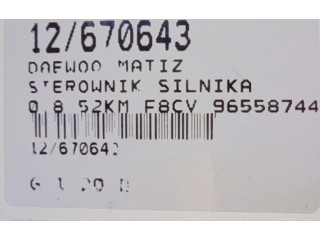 12/670643
DAEWOO MATIZ
STEROWNIK SILNIKA
0.8 52KM F8CV 96558744
12/670643